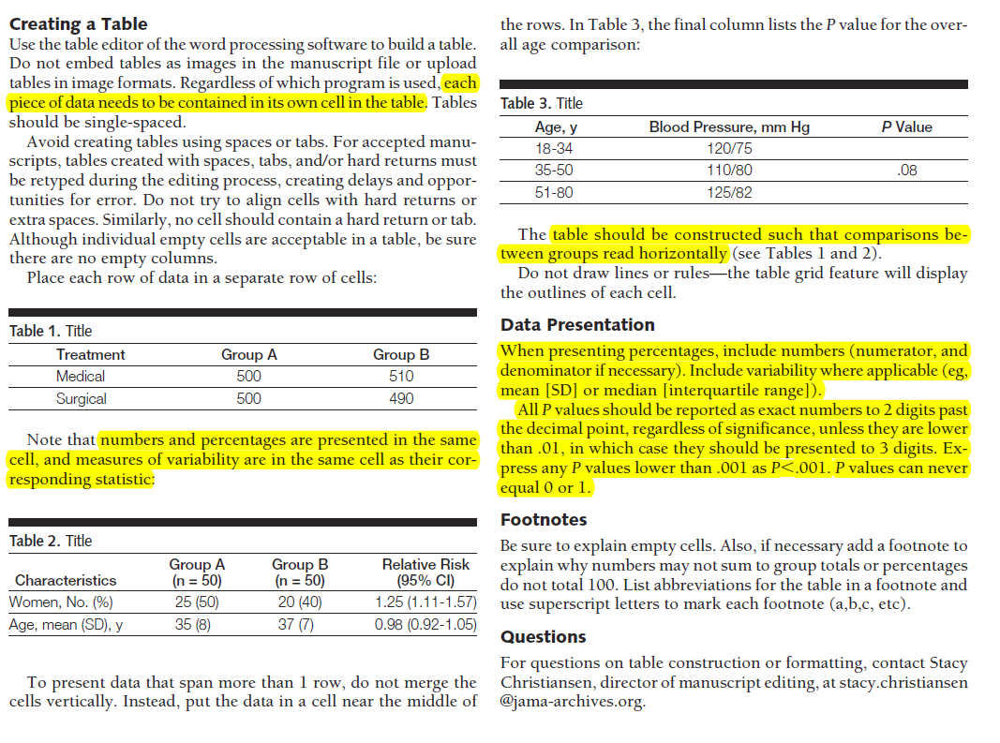 Creating a Table
Use the table editor of the word processing software to build a table.
Do not embed tables as images in the manuscript file or upload
tables in image formats. Regardless of which program is used, each
piece of data needs to be contained in its own cell in the table. Tables
should be single-spaced.
Avoid creating tables using spaces or tabs. For accepted manu-
scripts, tables created with spaces, tabs, and/or hard returns must
be retyped during the editing process, creating delays and oppor-
tunities for error. Do not try to align cells with hard returns or
extra spaces. Similarly, no cell should contain a hard return or tab.
Although individual empty cells are acceptable in a table, be sure
there are no empty columns.
Place each row of data in a separate row of cells:
Table 1. Title
Treatment Group A Group B
Medical 500 510
Surgical 500 490
Note that numbers and percentages are presented in the same
cell, and measures of variability are in the same cell as their cor-
responding statistic:
Table 2. Title
Characteristics Group A (n = 50) Group B (n = 50) Relative Risk (95% CI)
Women, No. (%) 25 (50) 20 (40) 1.25 (1.11-1.57)
Age, mean (SD), y 35 (8) 37 (7) 0.98 (0.92-1.05)
To present data that span more than 1 row, do not merge the
cells vertically. Instead, put the data in a cell near the middle of
the rows. In Table 3, the final column lists the P value for the over-
all age comparison:
Table 3. Title
Age, y Blood Pressure, mm Hg P Value
18-34 120/75
35-50 110/80 .08
51-80 125/82
The table should be constructed such that comparisons be-
tween groups read horizontally (see Tables 1 and 2).
Do not draw lines or rules—the table grid feature will display
the outlines of each cell.
Data Presentation
When presenting percentages, include numbers (numerator, and
denominator if necessary). Include variability where applicable (eg,
mean [SD] or median [interquartile range]).
All P values should be reported as exact numbers to 2 digits past
the decimal point, regardless of significance, unless they are lower
than .01, in which case they should be presented to 3 digits. Ex-
press any P values lower than .001 as P<.001. P values can never
equal 0 or 1.
Footnotes
Be sure to explain empty cells. Also, if necessary add a footnote to
explain why numbers may not sum to group totals or percentages
do not total 100. List abbreviations for the table in a footnote and
use superscript letters to mark each footnote (a,b,c, etc).
Questions
For questions on table construction or formatting, contact Stacy
Christiansen, director of manuscript editing, at stacy.christiansen
@jama-archives.org.